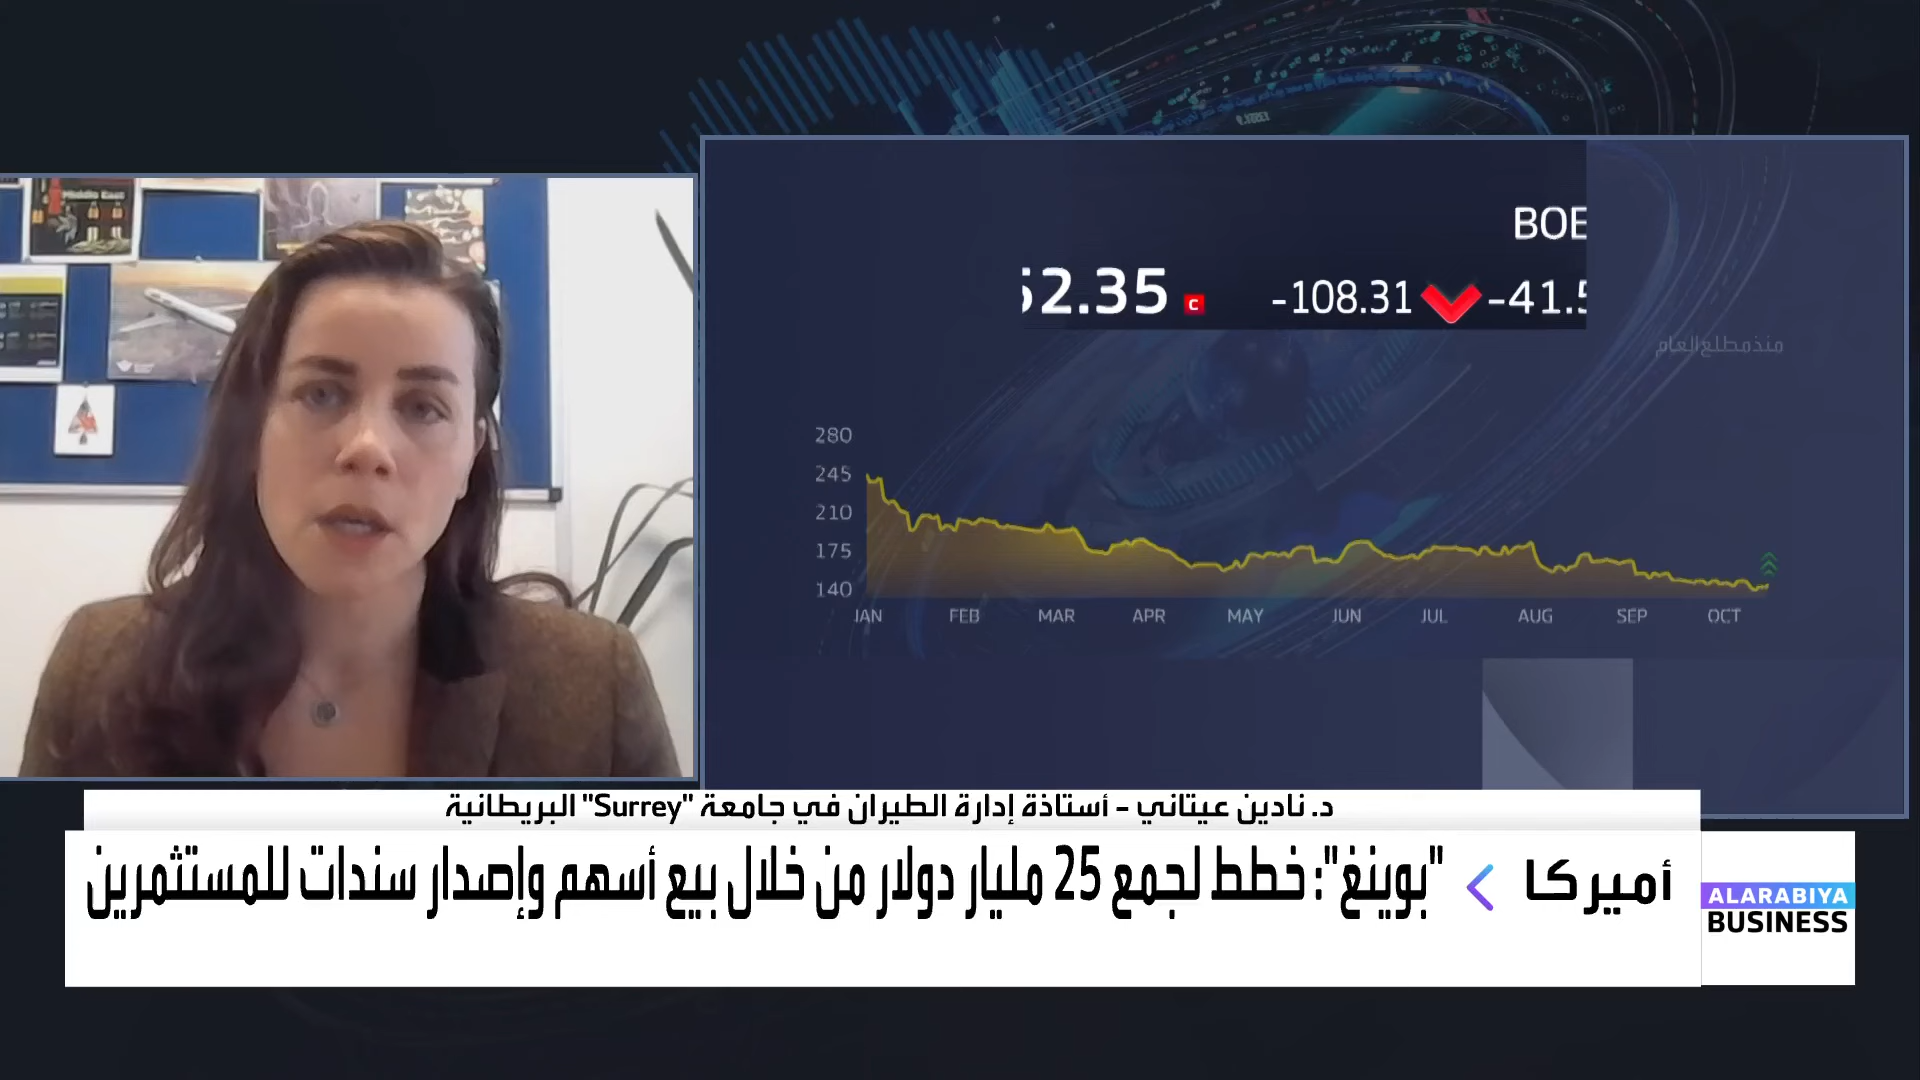 Middle East
BOE
52.35 c -108.31 -41.5
منذ مطلع العام
280
245
210
175
140
JAN FEB MAR APR MAY JUN JUL AUG SEP OCT
د. نادين عيتاني - أستاذة إدارة الطيران في جامعة "Surrey" البريطانية
أميركا
"بوينغ": خطط لجمع 25 مليار دولار من خلال بيع أسهم وإصدار سندات للمستثمرين
ALARABIYA
BUSINESS